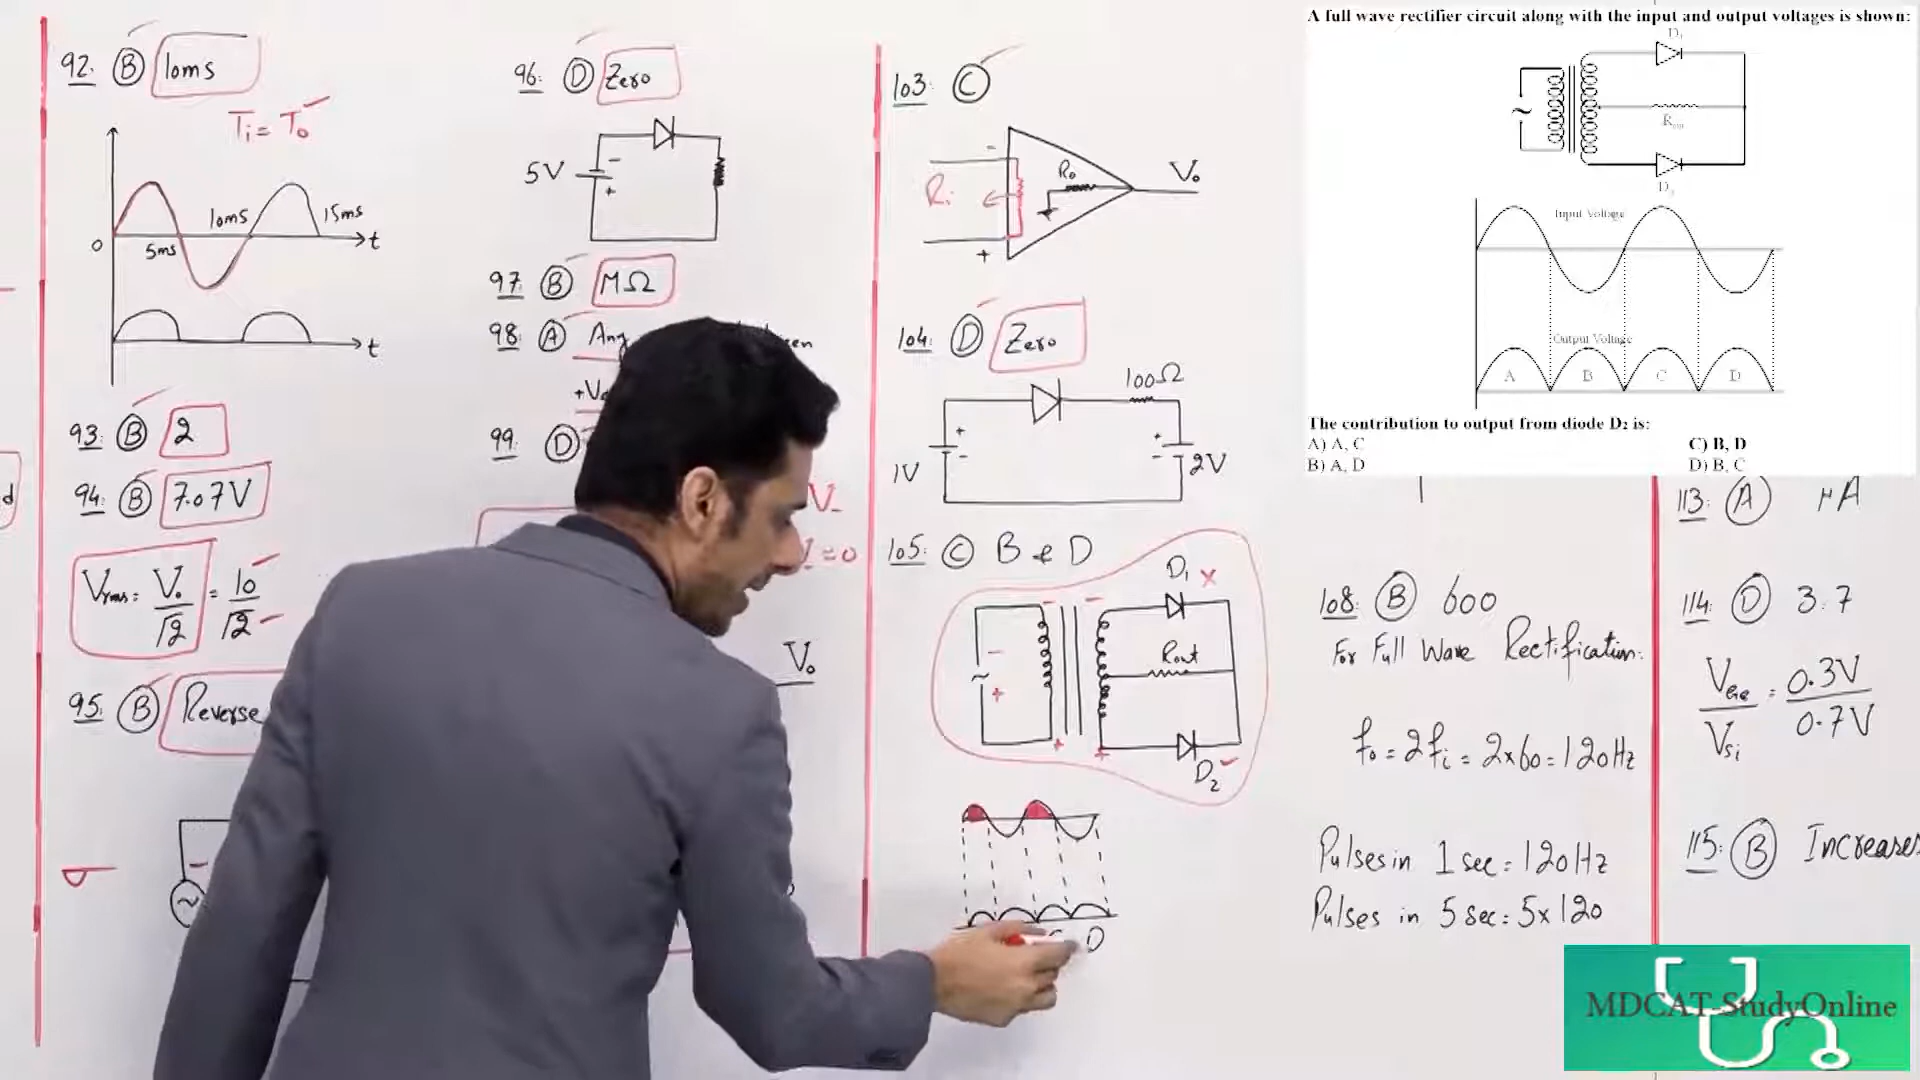 92: B 10ms
Ti = To
10ms
15ms
0
5ms
t
t
93: B 2
94: B 7.07V
Vrms = Vo/√2 = 10/√2
95: B Reverse
d
96: D Zero
5V
-
+
97: B MΩ
98: A Any
99: D
V-
= 0
Vo
103: C
-
Ri
Ro
Vo
+
104: D Zero
100Ω
+
-
1V
+
-
2V
105: C B & D
D1 x
-
-
-
~
+
Rout
+
+
D2
D
A full wave rectifier circuit along with the input and output voltages is shown:
D1
~
D2
Input Voltage
Output Voltage
A B C D
The contribution to output from diode D2 is:
A) A, C
C) B, D
B) A, D
D) B, C
108: B 600
For Full Wave Rectification:
fo = 2fi = 2x60 = 120Hz
Pulses in 1 sec = 120Hz
Pulses in 5 sec = 5x120
113: A μA
114: D 3:7
VGe/VSi = 0.3V/0.7V
115: B Increases
MDCAT-StudyOnline